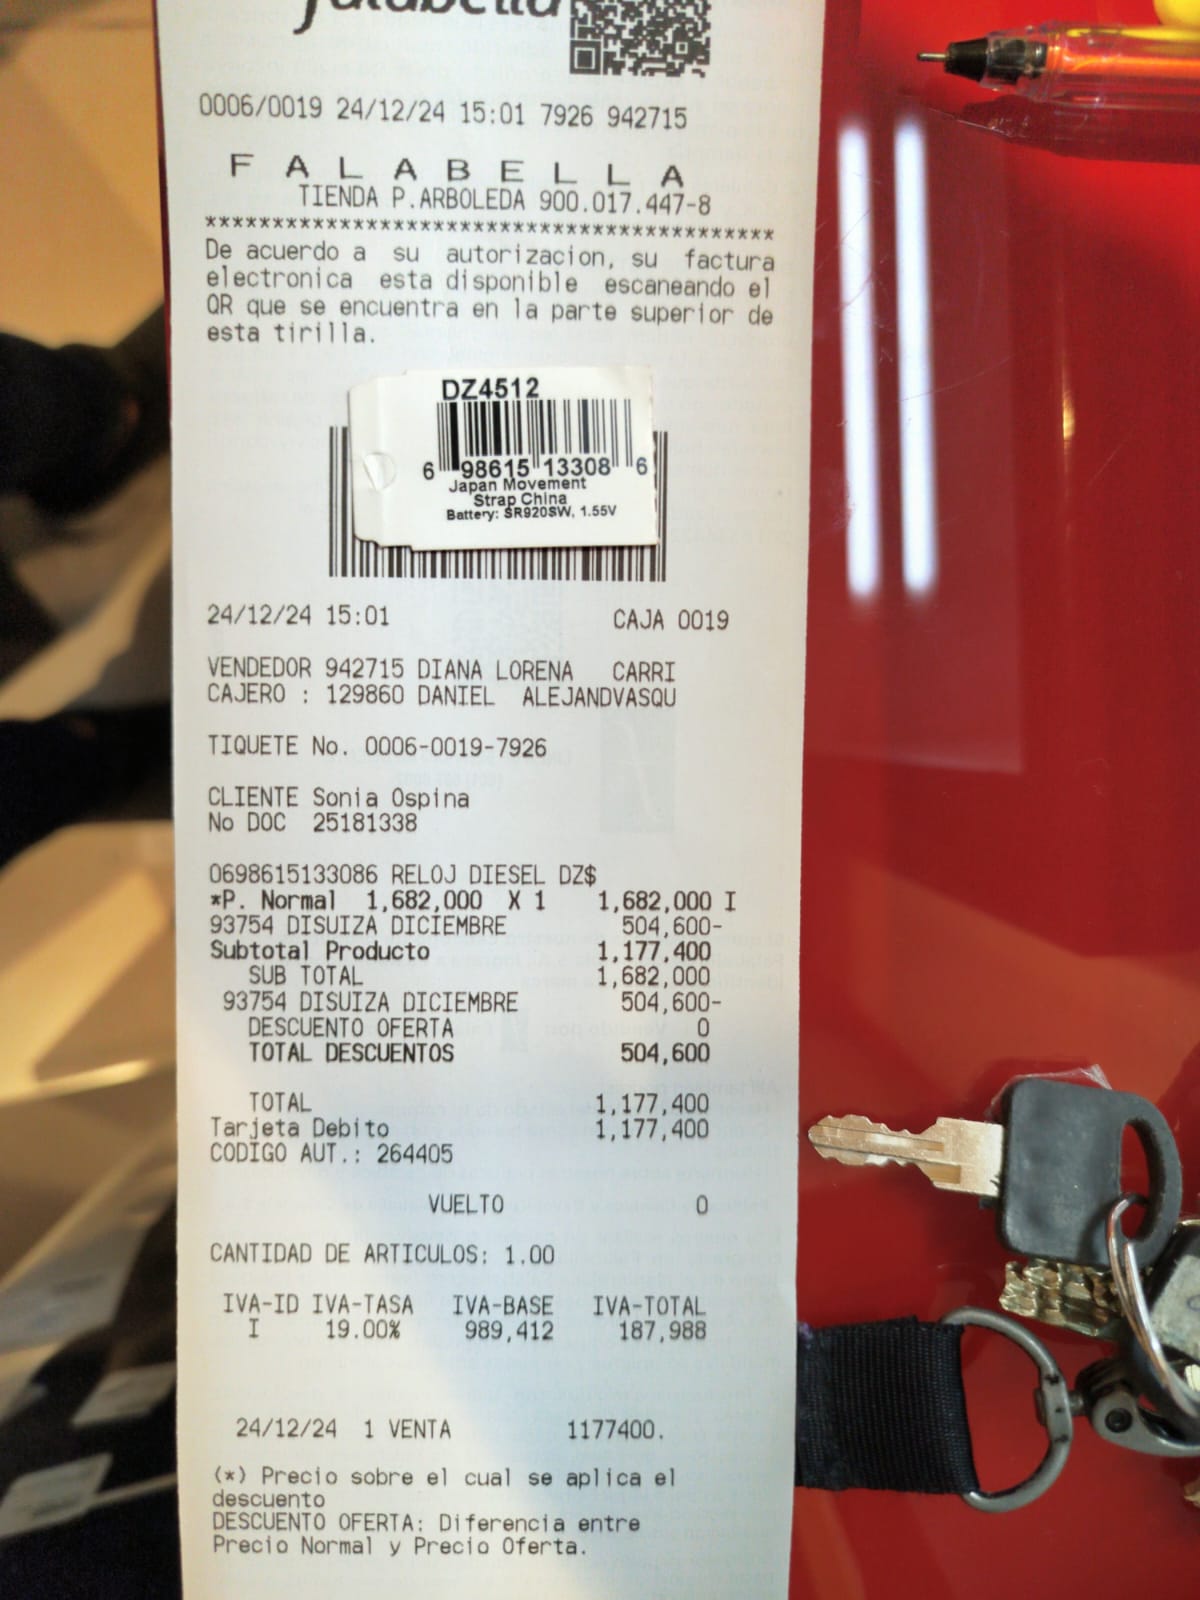 falabella
0006/0019 24/12/24 15:01 7926 942715
F A L A B E L L A
TIENDA P.ARBOLEDA 900.017.447-8
********************************************
De acuerdo a su autorizacion, su factura
electronica esta disponible escaneando el
QR que se encuentra en la parte superior de
esta tirilla.
DZ4512
6 98615 13308 6
Japan Movement
Strap China
Battery: SR920SW, 1.55V
24/12/24 15:01 CAJA 0019
VENDEDOR 942715 DIANA LORENA CARRI
CAJERO : 129860 DANIEL ALEJANDVASQU
TIQUETE No. 0006-0019-7926
CLIENTE Sonia Ospina
No DOC 25181338
0698615133086 RELOJ DIESEL DZ$
*P. Normal 1,682,000 X 1 1,682,000 I
93754 DISUIZA DICIEMBRE 504,600-
Subtotal Producto 1,177,400
SUB TOTAL 1,682,000
93754 DISUIZA DICIEMBRE 504,600-
DESCUENTO OFERTA 0
TOTAL DESCUENTOS 504,600
TOTAL 1,177,400
Tarjeta Debito 1,177,400
CODIGO AUT.: 264405
VUELTO 0
CANTIDAD DE ARTICULOS: 1.00
IVA-ID IVA-TASA IVA-BASE IVA-TOTAL
I 19.00% 989,412 187,988
24/12/24 1 VENTA 1177400.
(*) Precio sobre el cual se aplica el
descuento
DESCUENTO OFERTA: Diferencia entre
Precio Normal y Precio Oferta.